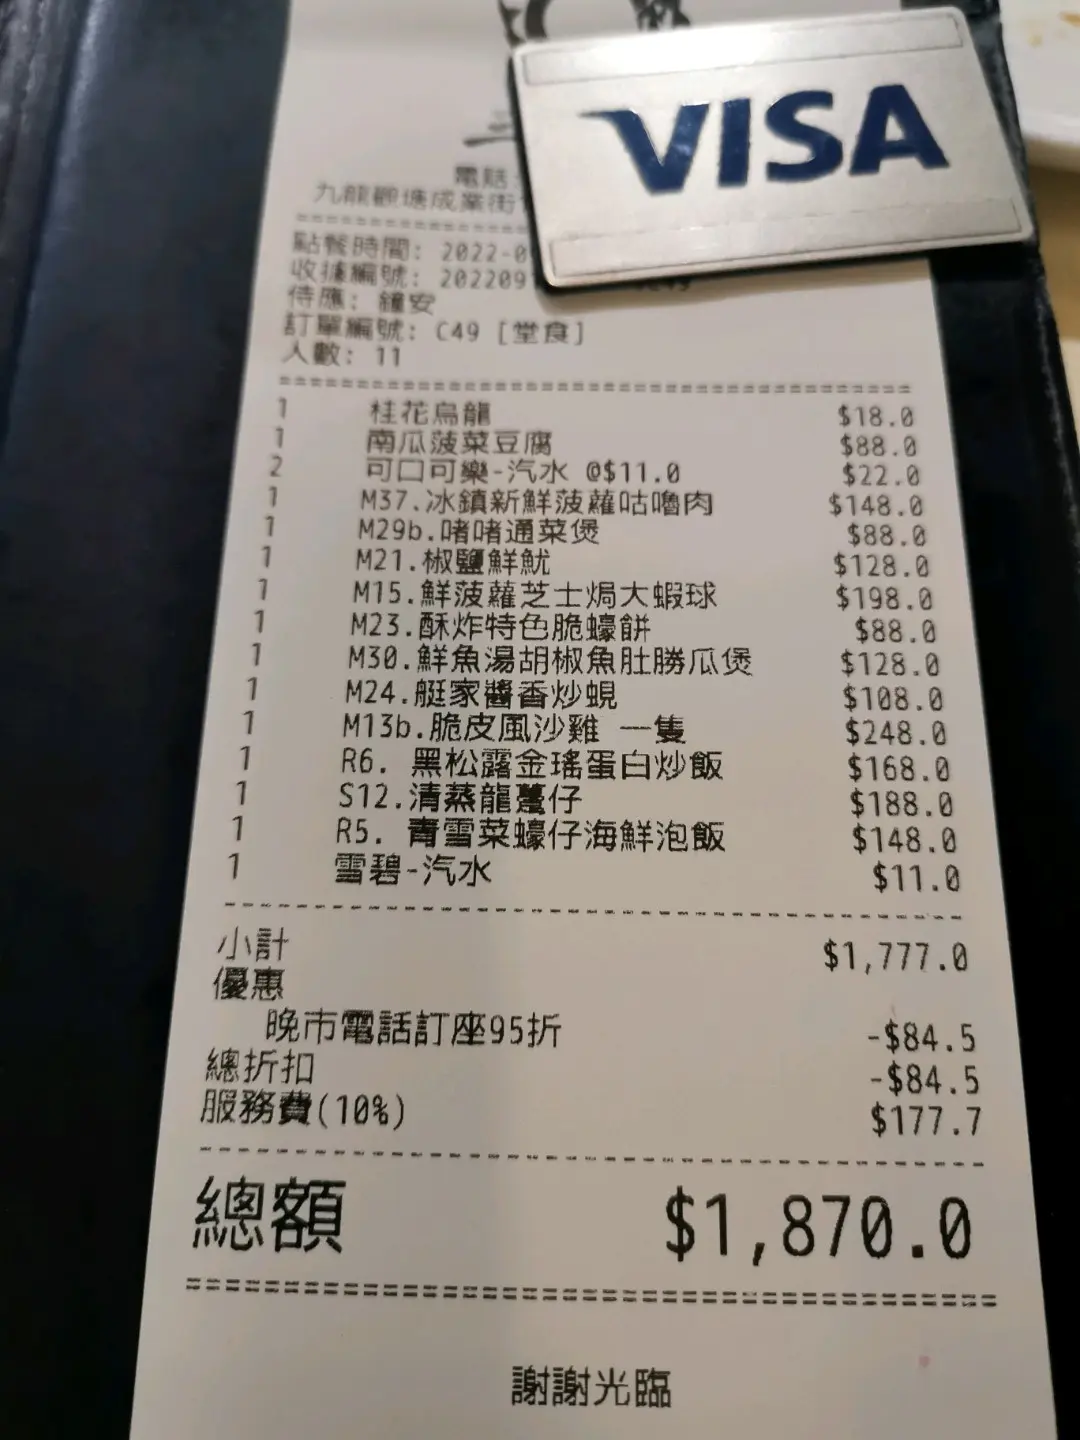 VISA
電話
九龍觀塘成業街
點餐時間: 2022-0
收據編號: 202209
侍應: 鐘安
訂單編號: C49 [堂食]
人數: 11
1 桂花烏龍 $18.0
1 南瓜菠菜豆腐 $88.0
2 可口可樂-汽水 @$11.0 $22.0
1 M37.冰鎮新鮮菠蘿咕嚕肉 $148.0
1 M29b.啫啫通菜煲 $88.0
1 M21.椒鹽鮮魷 $128.0
1 M15.鮮菠蘿芝士焗大蝦球 $198.0
1 M23.酥炸特色脆蠔餅 $88.0
1 M30.鮮魚湯胡椒魚肚勝瓜煲 $128.0
1 M24.艇家醬香炒蜆 $108.0
1 M13b.脆皮風沙雞 一隻 $248.0
1 R6. 黑松露金瑤蛋白炒飯 $168.0
1 S12.清蒸龍躉仔 $188.0
1 R5. 青雪菜蠔仔海鮮泡飯 $148.0
1 雪碧-汽水 $11.0
小計 $1,777.0
優惠
晚市電話訂座95折 -$84.5
總折扣 -$84.5
服務費(10%) $177.7
總額 $1,870.0
謝謝光臨